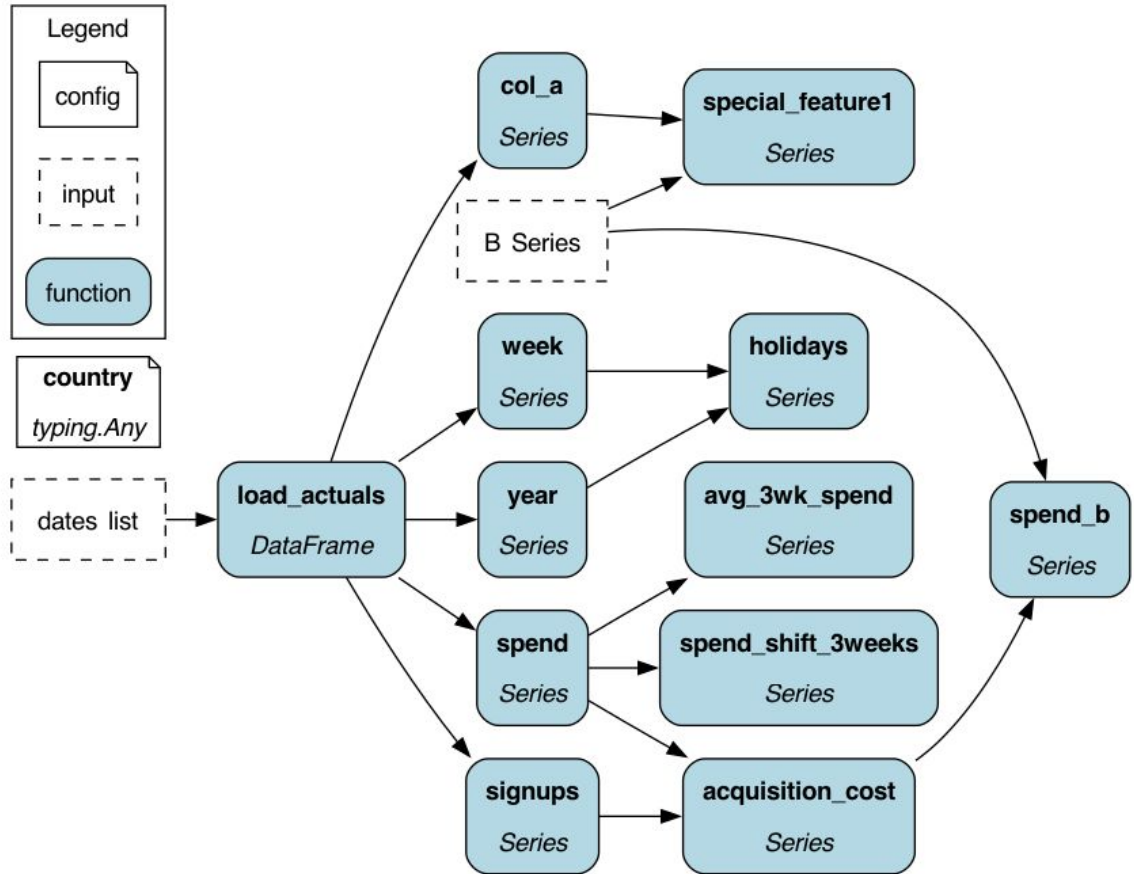 Legend
config
input
function
country
typing.Any
dates list
load_actuals
DataFrame
col_a
Series
B Series
week
Series
year
Series
spend
Series
signups
Series
special_feature1
Series
holidays
Series
avg_3wk_spend
Series
spend_shift_3weeks
Series
acquisition_cost
Series
spend_b
Series